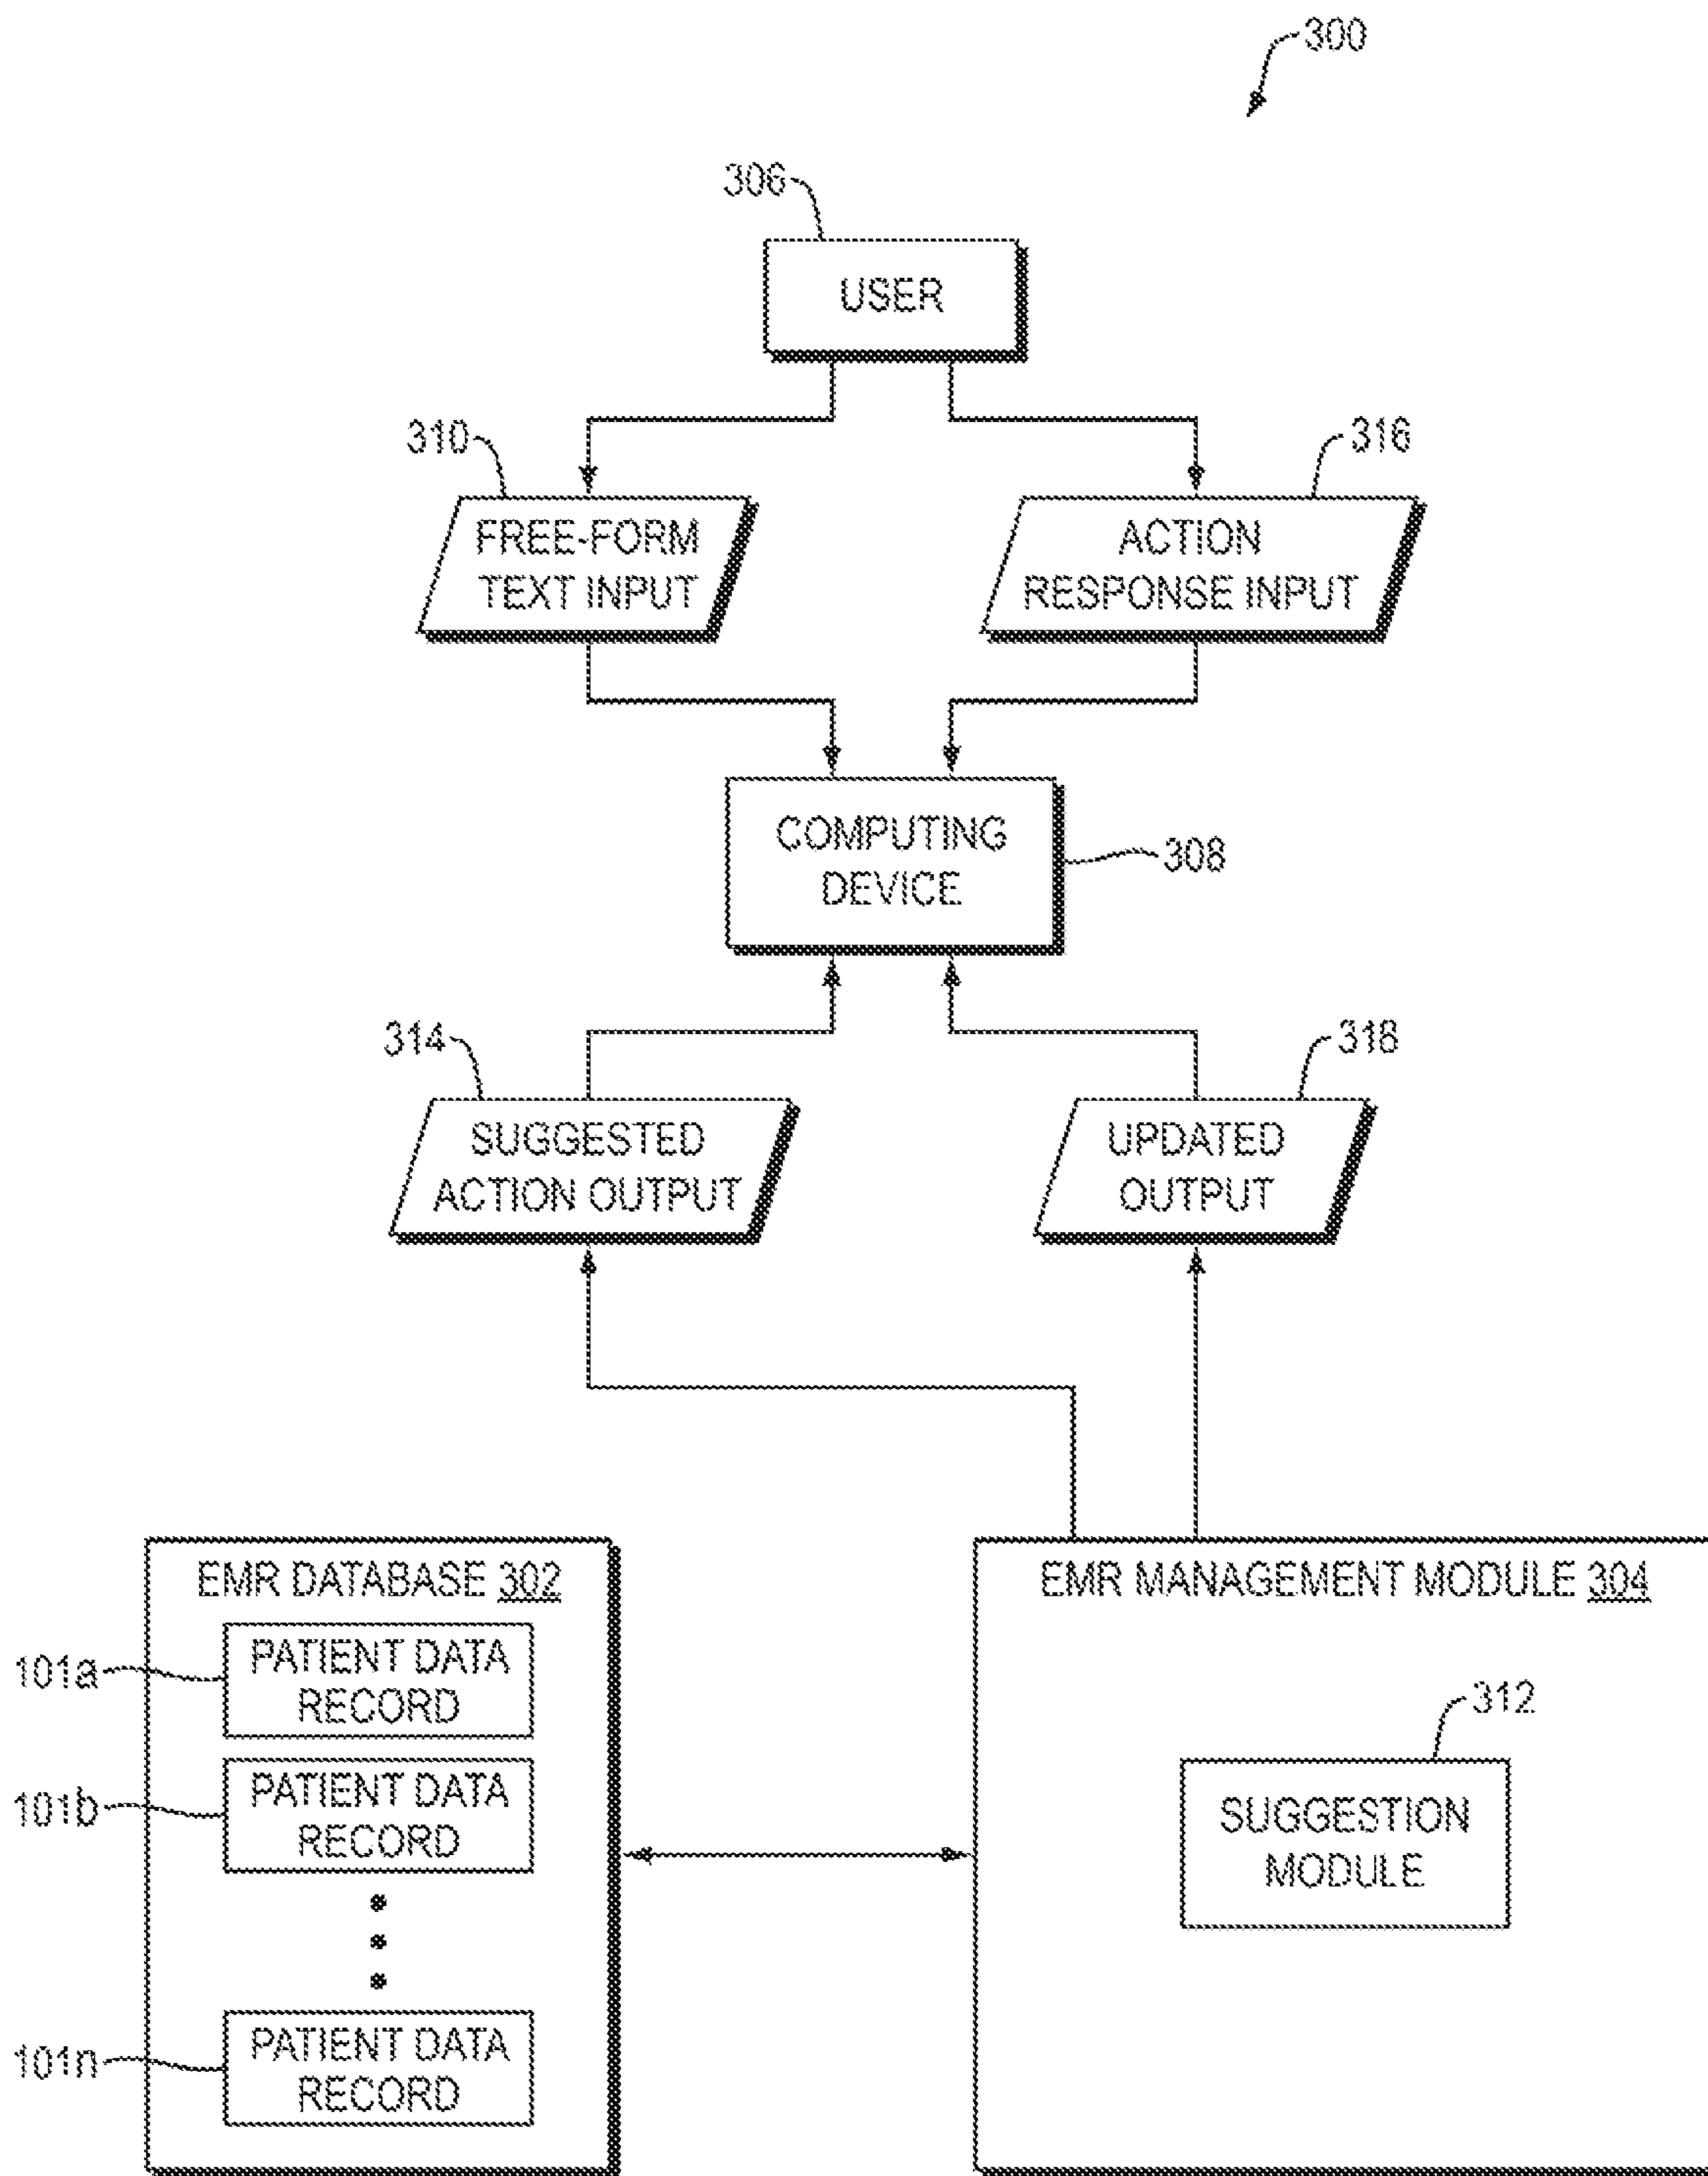 300
306
USER
310
316
FREE-FORM
TEXT INPUT
ACTION
RESPONSE INPUT
COMPUTING
DEVICE
308
314
318
SUGGESTED
ACTION OUTPUT
UPDATED
OUTPUT
EMR DATABASE 302
EMR MANAGEMENT MODULE 304
101a
PATIENT DATA
RECORD
312
101b
PATIENT DATA
RECORD
SUGGESTION
MODULE
101n
PATIENT DATA
RECORD